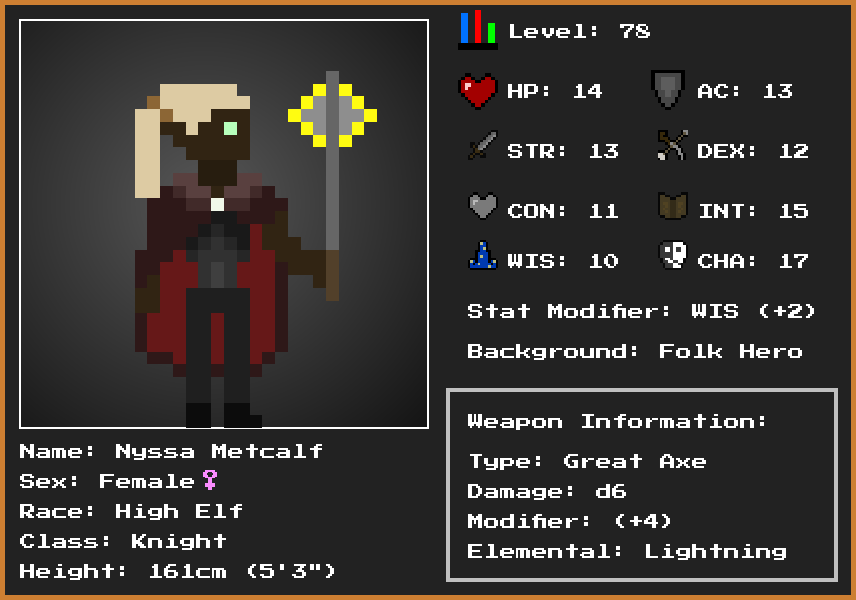 Level: 78
HP: 14 AC: 13
STR: 13 DEX: 12
CON: 11 INT: 15
WIS: 10 CHA: 17
Stat Modifier: WIS (+2)
Background: Folk Hero
Weapon Information:
Type: Great Axe
Damage: d6
Modifier: (+4)
Elemental: Lightning
Name: Nyssa Metcalf
Sex: Female♀
Race: High Elf
Class: Knight
Height: 161cm (5'3")